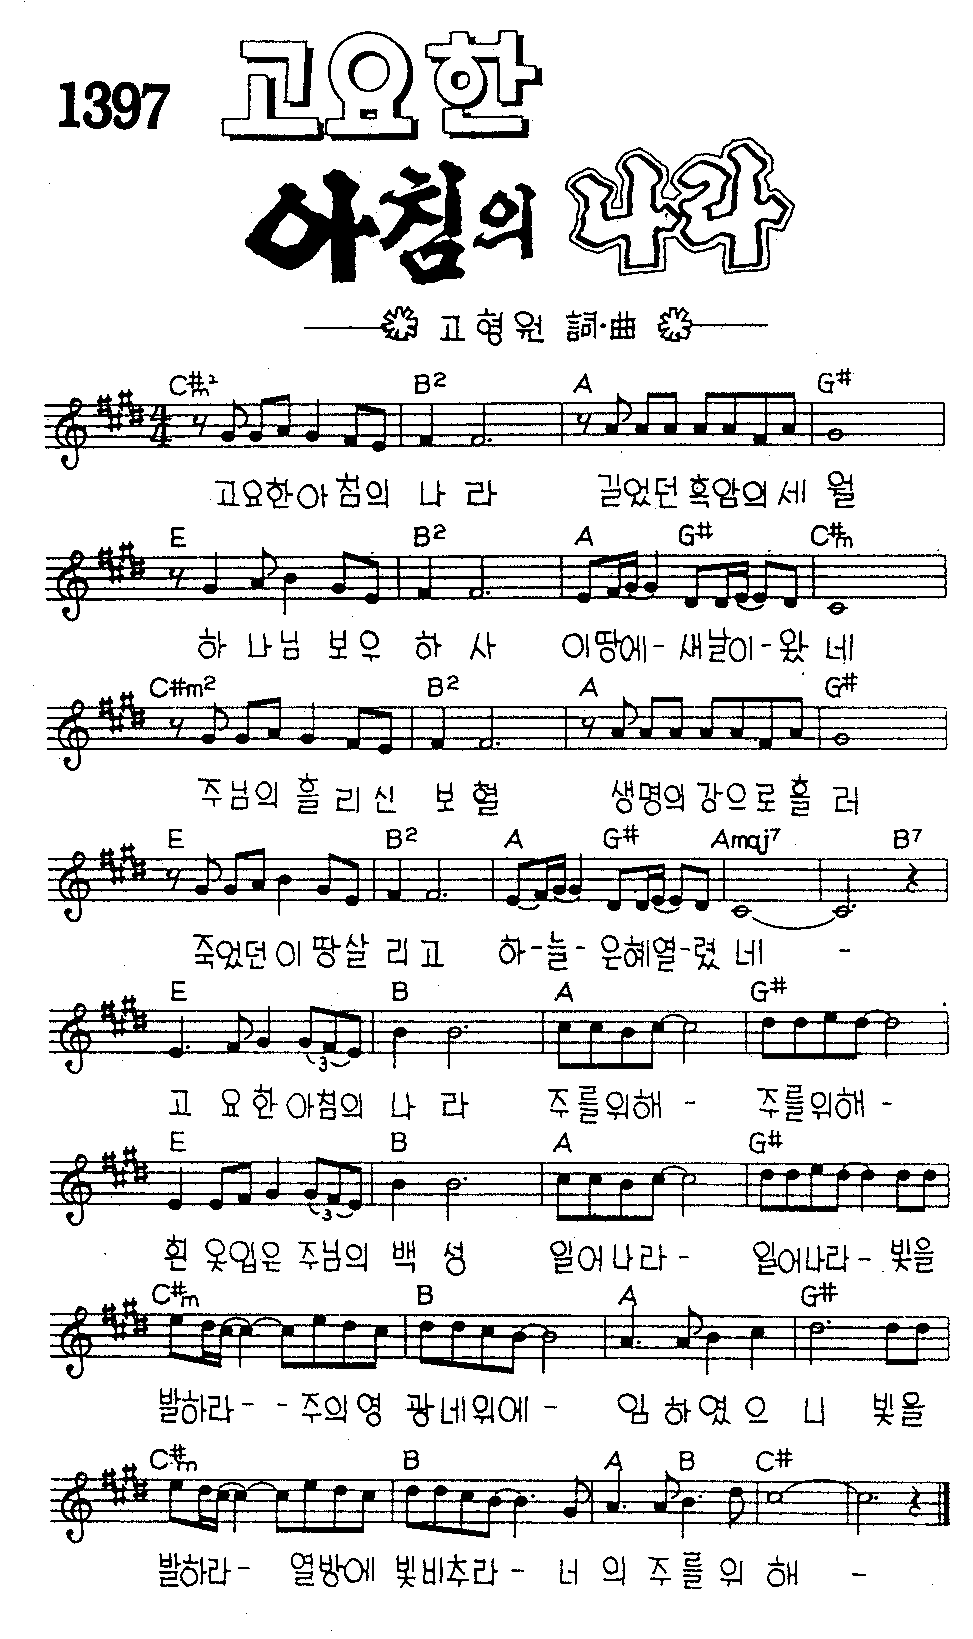 1397 고요한
아침의 나라
고형원 詞·曲
C#m² B² A G#
고요한아침의 나라 길었던흑암의세월
E B² A G# C#m
하나님보우하사 이땅에-새날이-왔네
C#m2 B² A G#
주님의흘리신보혈 생명의강으로흘러
E B² A G# Amaj7 B7
죽었던이땅살리고 하-늘-은혜열-렸네 -
E B A G#
3
고요한아침의나라 주를위해- 주를위해-
E B A G#
3
흰옷입은주님의백성 일어나라- 일어나라-빛을
C#m B A G#
발하라--주의영광네위에- 임하였으니빛을
C#m B A B C#
발하라- 열방에빛비추라-너의주를위해 -